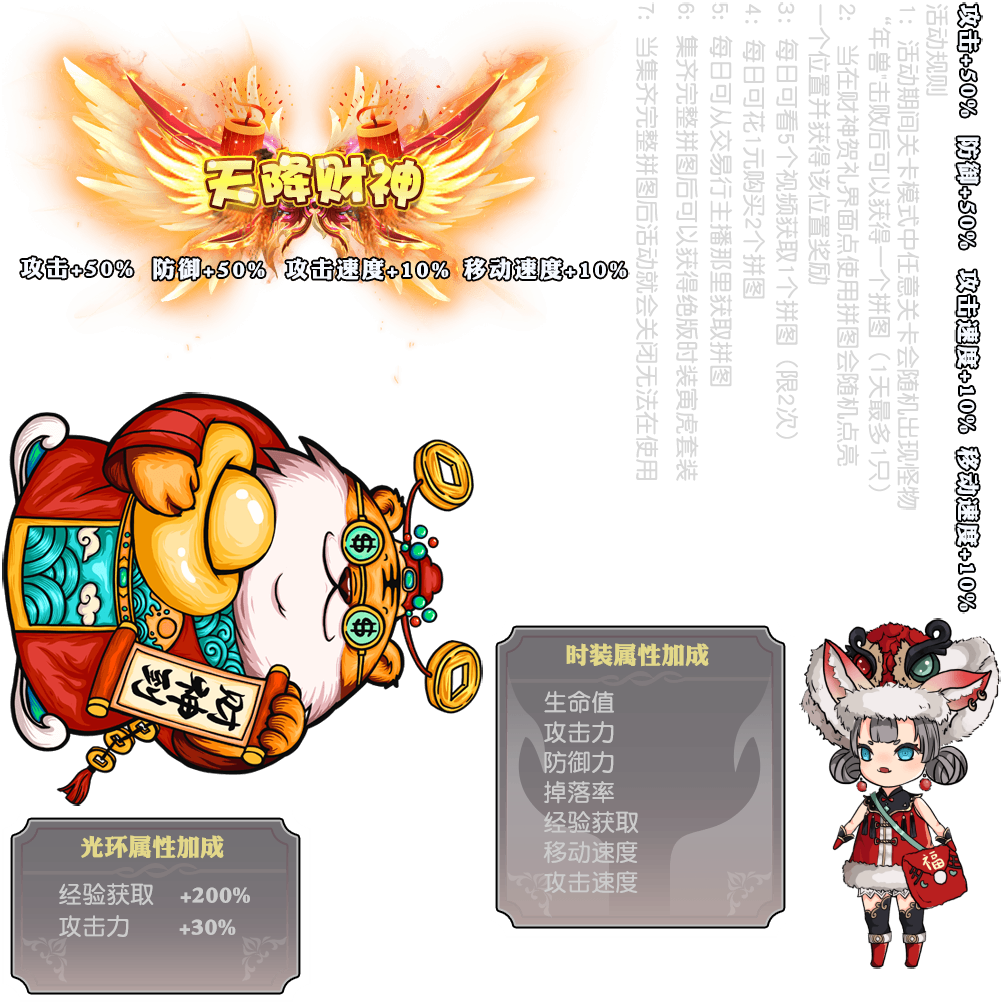 天降财神
攻击+50% 防御+50% 攻击速度+10% 移动速度+10%
攻击+50% 防御+50% 攻击速度+10% 移动速度+10%
活动规则
1: 活动期间关卡模式中任意关卡会随机出现怪物
“年兽”击败后可以获得一个拼图（1天最多1只）
2: 当在财神贺礼界面点使用拼图会随机点亮
一个位置并获得该位置奖励
3: 每日可看5个视频获取1个拼图（限2次）
4: 每日可花1元购买2个拼图
5: 每日可从交易行主播那里获取拼图
6: 集齐完整拼图后可以获得绝版时装寅虎套装
7: 当集齐完整拼图后活动就会关闭无法在使用
$
$
财神到
时装属性加成
生命值
攻击力
防御力
掉落率
经验获取
移动速度
攻击速度
福
光环属性加成
经验获取 +200%
攻击力 +30%